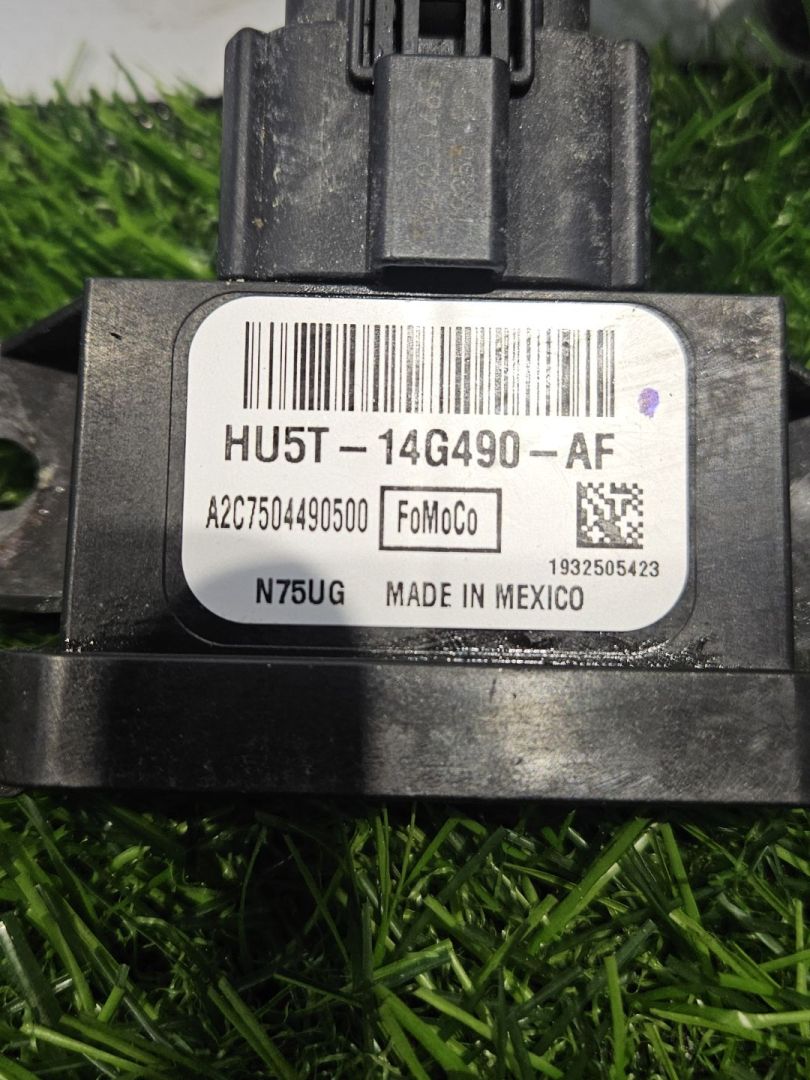 HU5T-14G490-AF
A2C7504490500 FoMoCo
1932505423
N75UG MADE IN MEXICO